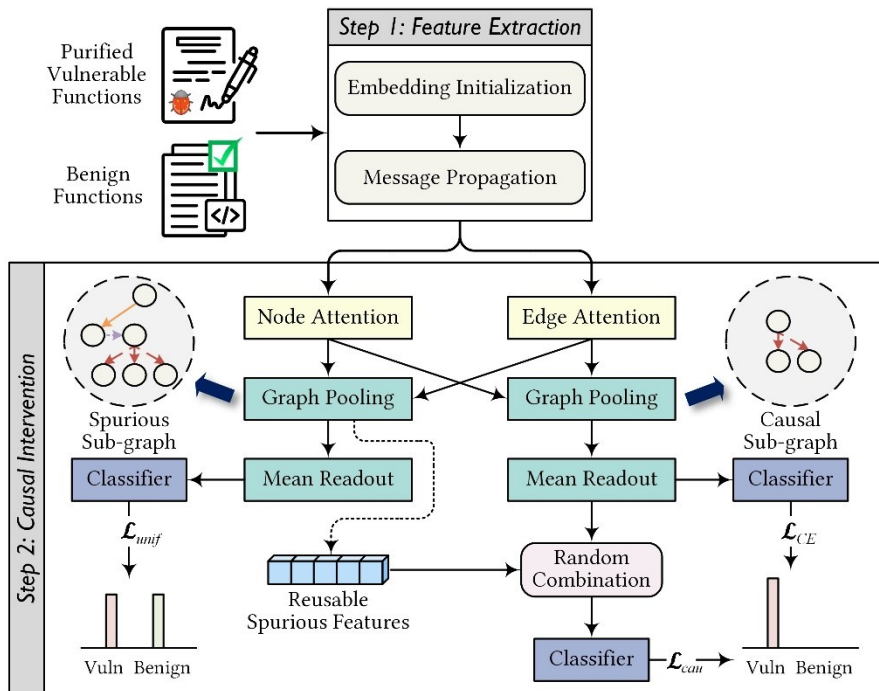 Step 1: Feature Extraction
Purified
Vulnerable
Functions
Embedding Initialization
</>
Benign
Functions
Message Propagation
Step 2: Causal Intervention
Node Attention
Edge Attention
Graph Pooling
Graph Pooling
Spurious
Sub-graph
Causal
Sub-graph
Classifier
Mean Readout
Mean Readout
Classifier
ℒunif
ℒCE
Reusable
Spurious Features
Random
Combination
Classifier
ℒcau
Vuln Benign
Vuln Benign